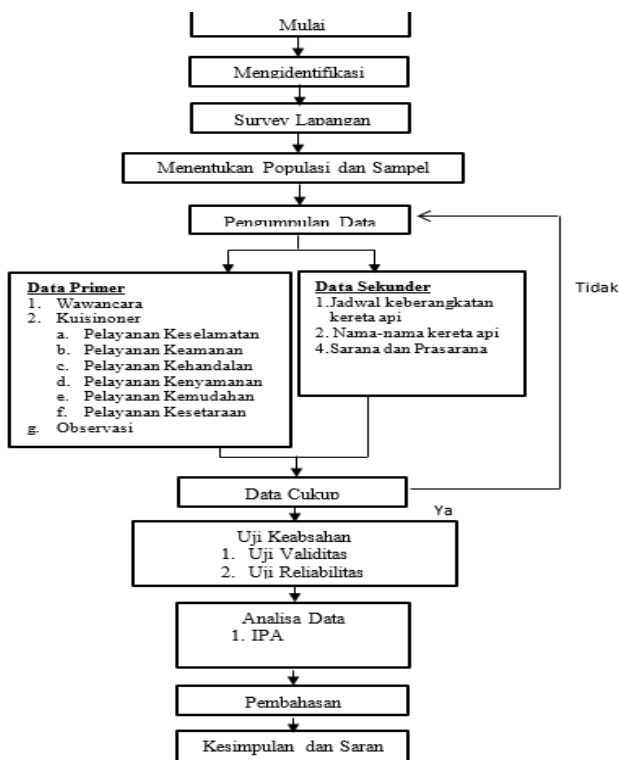 Mulai
Mengidentifikasi
Survey Lapangan
Menentukan Populasi dan Sampel
Pengumpulan Data
Data Primer
1. Wawancara
2. Kuisinoner
a. Pelayanan Keselamatan
b. Pelayanan Keamanan
c. Pelayanan Kehandalan
d. Pelayanan Kenyamanan
e. Pelayanan Kemudahan
f. Pelayanan Kesetaraan
g. Observasi
Data Sekunder
1.Jadwal keberangkatan
kereta api
2. Nama-nama kereta api
4.Sarana dan Prasarana
Tidak
Data Cukup
Ya
Uji Keabsahan
1. Uji Validitas
2. Uji Reliabilitas
Analisa Data
1. IPA
Pembahasan
Kesimpulan dan Saran